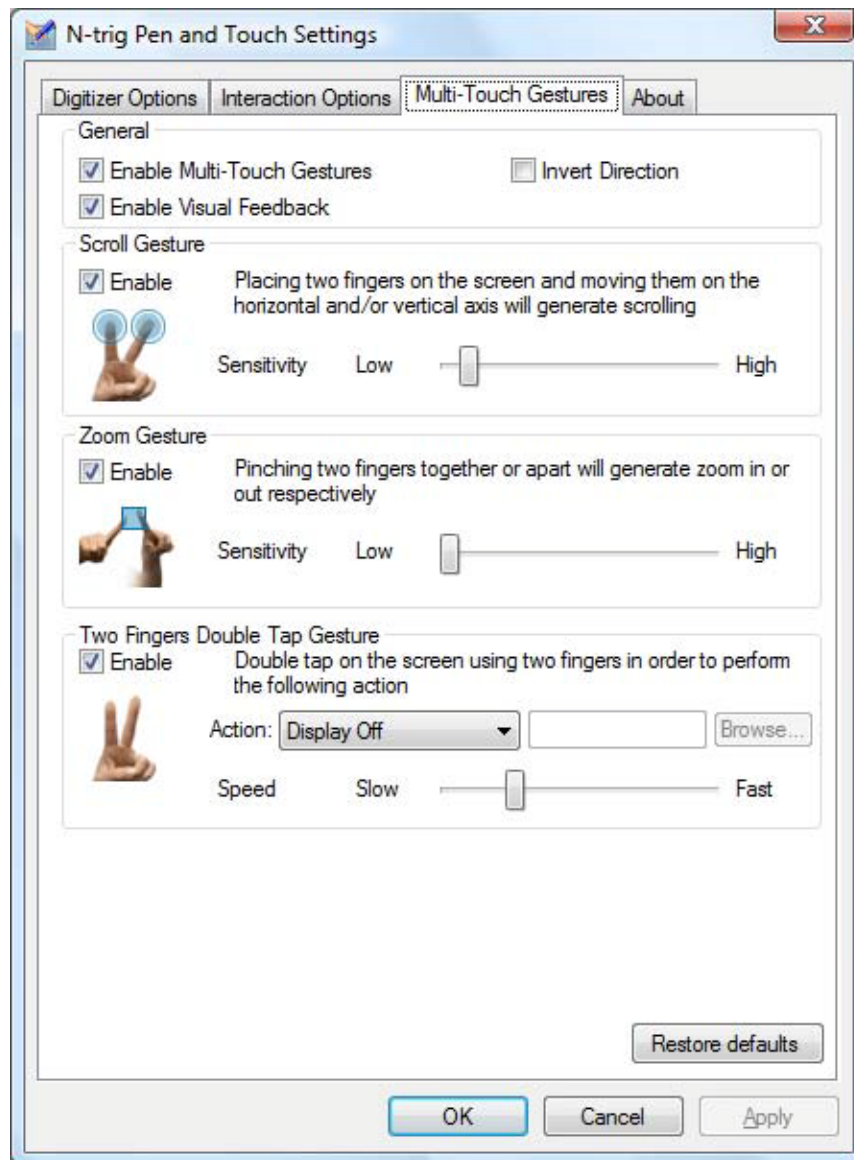 N-trig Pen and Touch Settings
Digitizer Options Interaction Options Multi-Touch Gestures About
General
Enable Multi-Touch Gestures Invert Direction
Enable Visual Feedback
Scroll Gesture
Enable Placing two fingers on the screen and moving them on the
horizontal and/or vertical axis will generate scrolling
Sensitivity Low High
Zoom Gesture
Enable Pinching two fingers together or apart will generate zoom in or
out respectively
Sensitivity Low High
Two Fingers Double Tap Gesture
Enable Double tap on the screen using two fingers in order to perform
the following action
Action: Display Off Browse...
Speed Slow Fast
Restore defaults
OK Cancel Apply